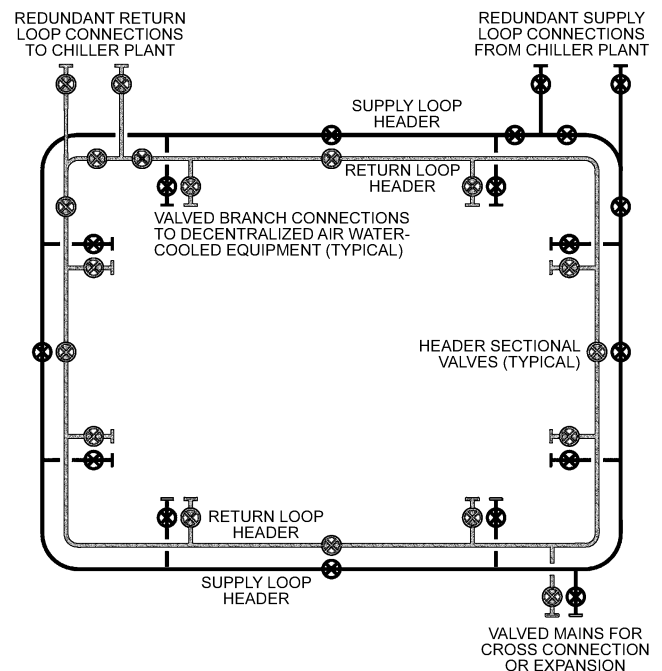 REDUNDANT RETURN
LOOP CONNECTIONS
TO CHILLER PLANT
REDUNDANT SUPPLY
LOOP CONNECTIONS
FROM CHILLER PLANT
SUPPLY LOOP
HEADER
RETURN LOOP
HEADER
VALVED BRANCH CONNECTIONS
TO DECENTRALIZED AIR WATER-
COOLED EQUIPMENT (TYPICAL)
HEADER SECTIONAL
VALVES (TYPICAL)
RETURN LOOP
HEADER
SUPPLY LOOP
HEADER
VALVED MAINS FOR
CROSS CONNECTION
OR EXPANSION